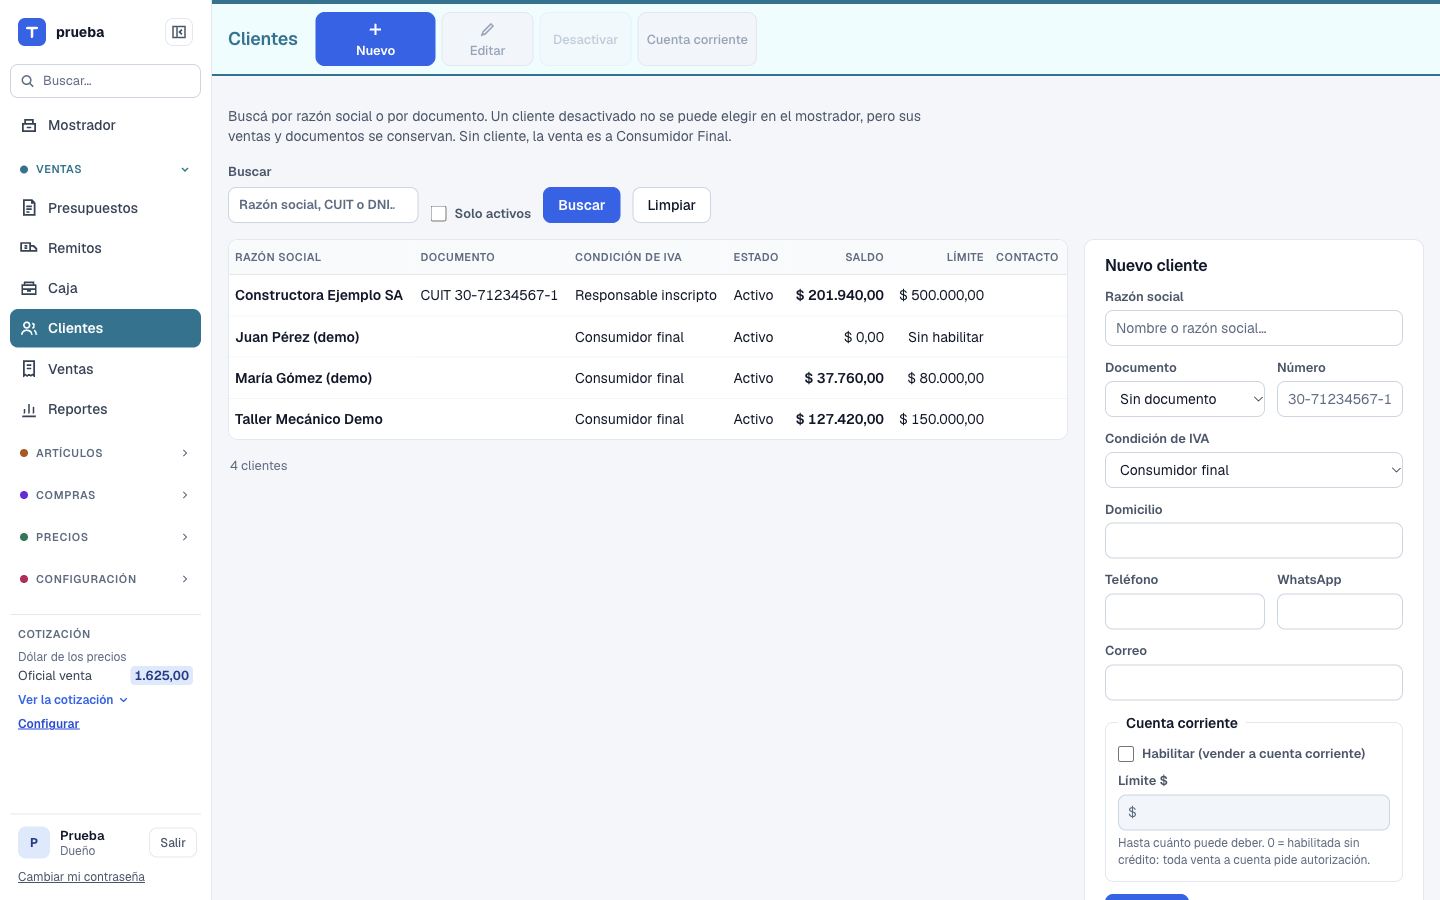 T prueba
Buscar...
Mostrador
VENTAS
Presupuestos
Remitos
Caja
Clientes
Ventas
Reportes
ARTÍCULOS
COMPRAS
PRECIOS
CONFIGURACIÓN
COTIZACIÓN
Dólar de los precios
Oficial venta 1.625,00
Ver la cotización
Configurar
P Prueba
Dueño
Salir
Cambiar mi contraseña
Clientes
Nuevo
Editar
Desactivar
Cuenta corriente
Buscá por razón social o por documento. Un cliente desactivado no se puede elegir en el mostrador, pero sus
ventas y documentos se conservan. Sin cliente, la venta es a Consumidor Final.
Buscar
Razón social, CUIT o DNI..
Solo activos
Buscar
Limpiar
RAZÓN SOCIAL DOCUMENTO CONDICIÓN DE IVA ESTADO SALDO LÍMITE CONTACTO
Constructora Ejemplo SA CUIT 30-71234567-1 Responsable inscripto Activo $ 201.940,00 $ 500.000,00
Juan Pérez (demo) Consumidor final Activo $ 0,00 Sin habilitar
María Gómez (demo) Consumidor final Activo $ 37.760,00 $ 80.000,00
Taller Mecánico Demo Consumidor final Activo $ 127.420,00 $ 150.000,00
4 clientes
Nuevo cliente
Razón social
Nombre o razón social...
Documento Número
Sin documento 30-71234567-1
Condición de IVA
Consumidor final
Domicilio
Teléfono WhatsApp
Correo
Cuenta corriente
Habilitar (vender a cuenta corriente)
Límite $
$
Hasta cuánto puede deber. 0 = habilitada sin
crédito: toda venta a cuenta pide autorización.